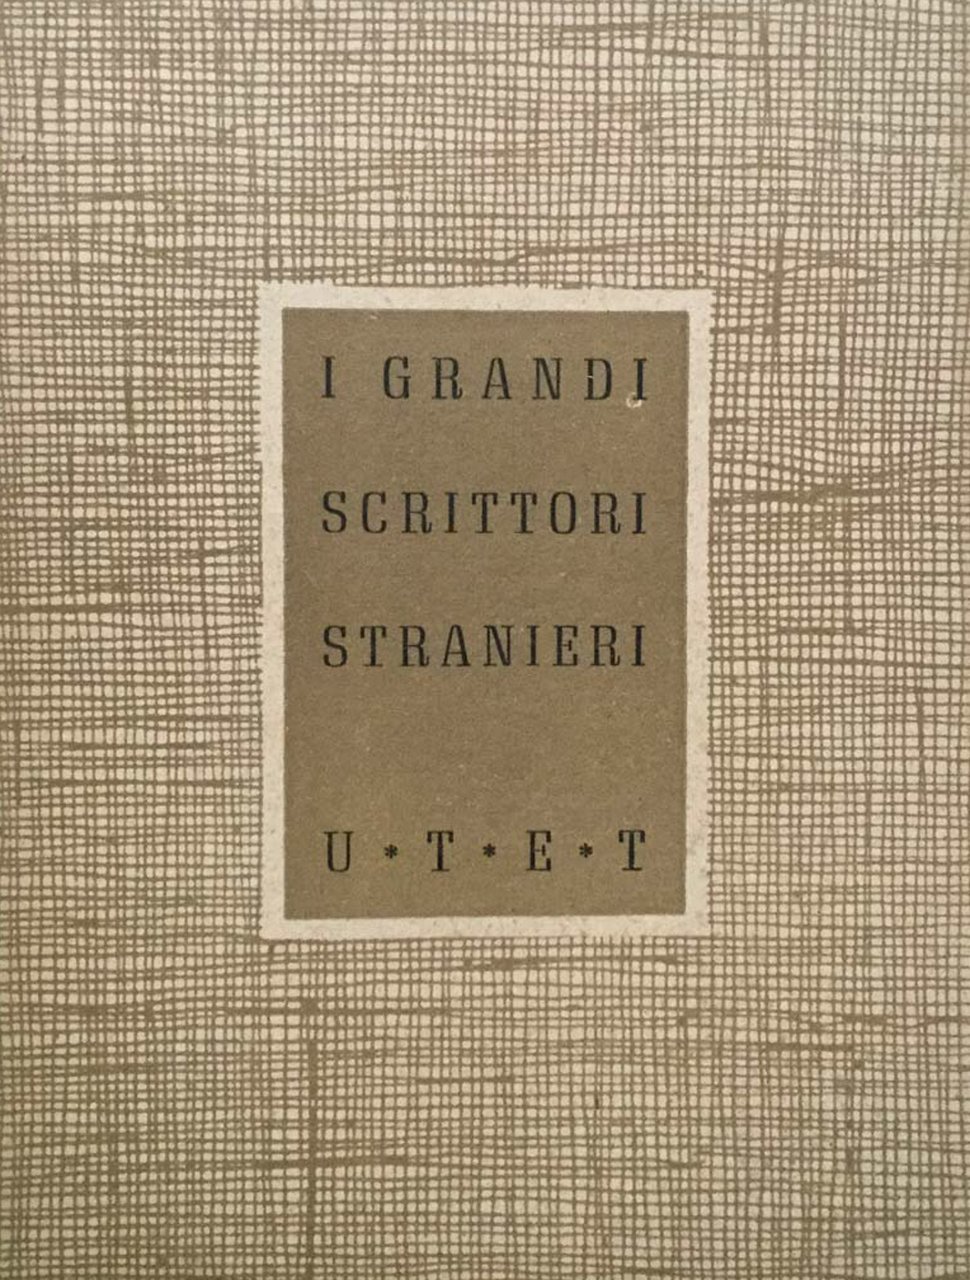 I GRANDI
SCRITTORI
STRANIERI
U * T * E * T